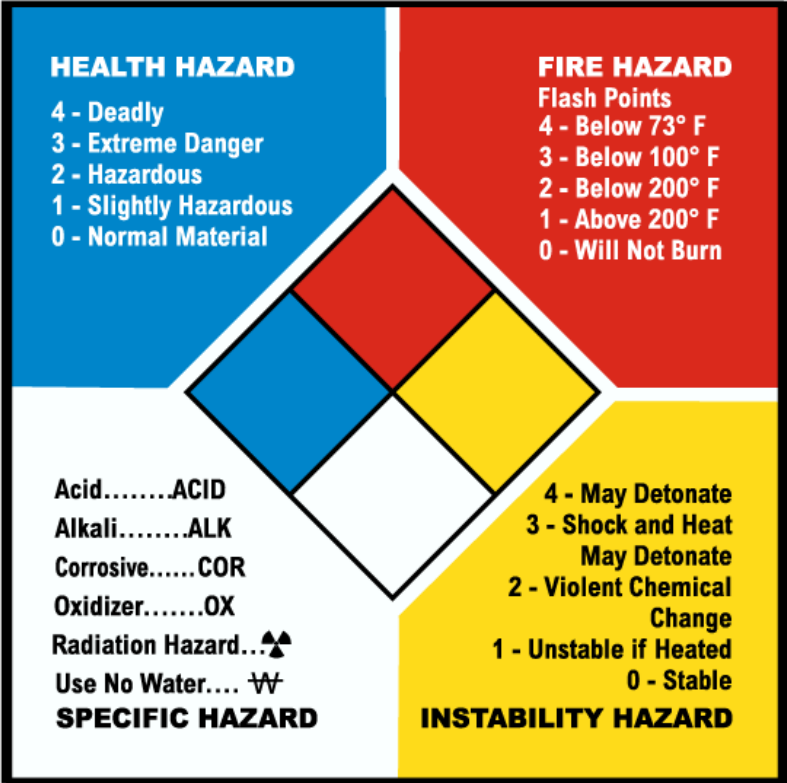 HEALTH HAZARD
4 - Deadly
3 - Extreme Danger
2 - Hazardous
1 - Slightly Hazardous
0 - Normal Material
FIRE HAZARD
Flash Points
4 - Below 73° F
3 - Below 100° F
2 - Below 200° F
1 - Above 200° F
0 - Will Not Burn
Acid........ACID
Alkali........ALK
Corrosive......COR
Oxidizer.......OX
Radiation Hazard...☢
Use No Water.... W̶
SPECIFIC HAZARD
4 - May Detonate
3 - Shock and Heat
May Detonate
2 - Violent Chemical
Change
1 - Unstable if Heated
0 - Stable
INSTABILITY HAZARD